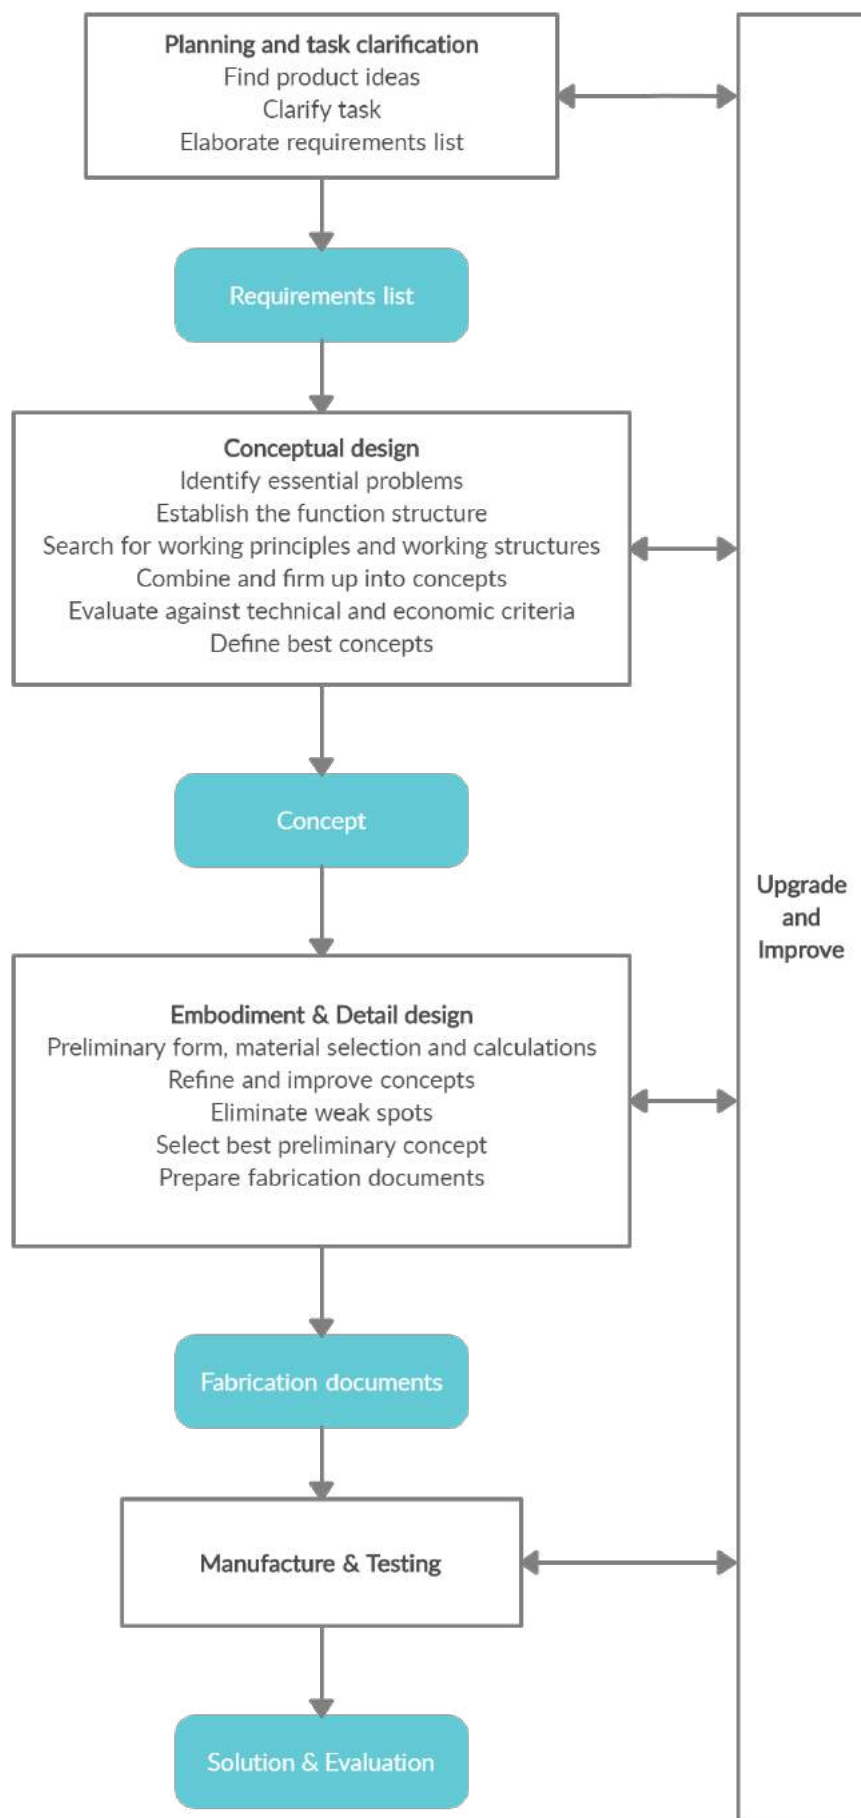 Planning and task clarification
Find product ideas
Clarify task
Elaborate requirements list
Requirements list
Conceptual design
Identify essential problems
Establish the function structure
Search for working principles and working structures
Combine and firm up into concepts
Evaluate against technical and economic criteria
Define best concepts
Concept
Upgrade
and
Improve
Embodiment & Detail design
Preliminary form, material selection and calculations
Refine and improve concepts
Eliminate weak spots
Select best preliminary concept
Prepare fabrication documents
Fabrication documents
Manufacture & Testing
Solution & Evaluation